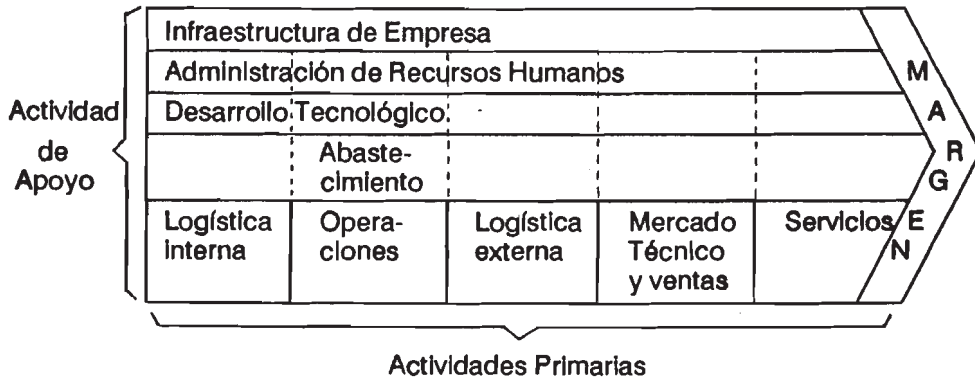 Infraestructura de Empresa
Administración de Recursos Humanos
Desarrollo Tecnológico
Abaste-
cimiento
Actividad
de
Apoyo
Logística
interna
Opera-
ciones
Logística
externa
Mercado
Técnico
y ventas
Servicios
MARGEN
Actividades Primarias